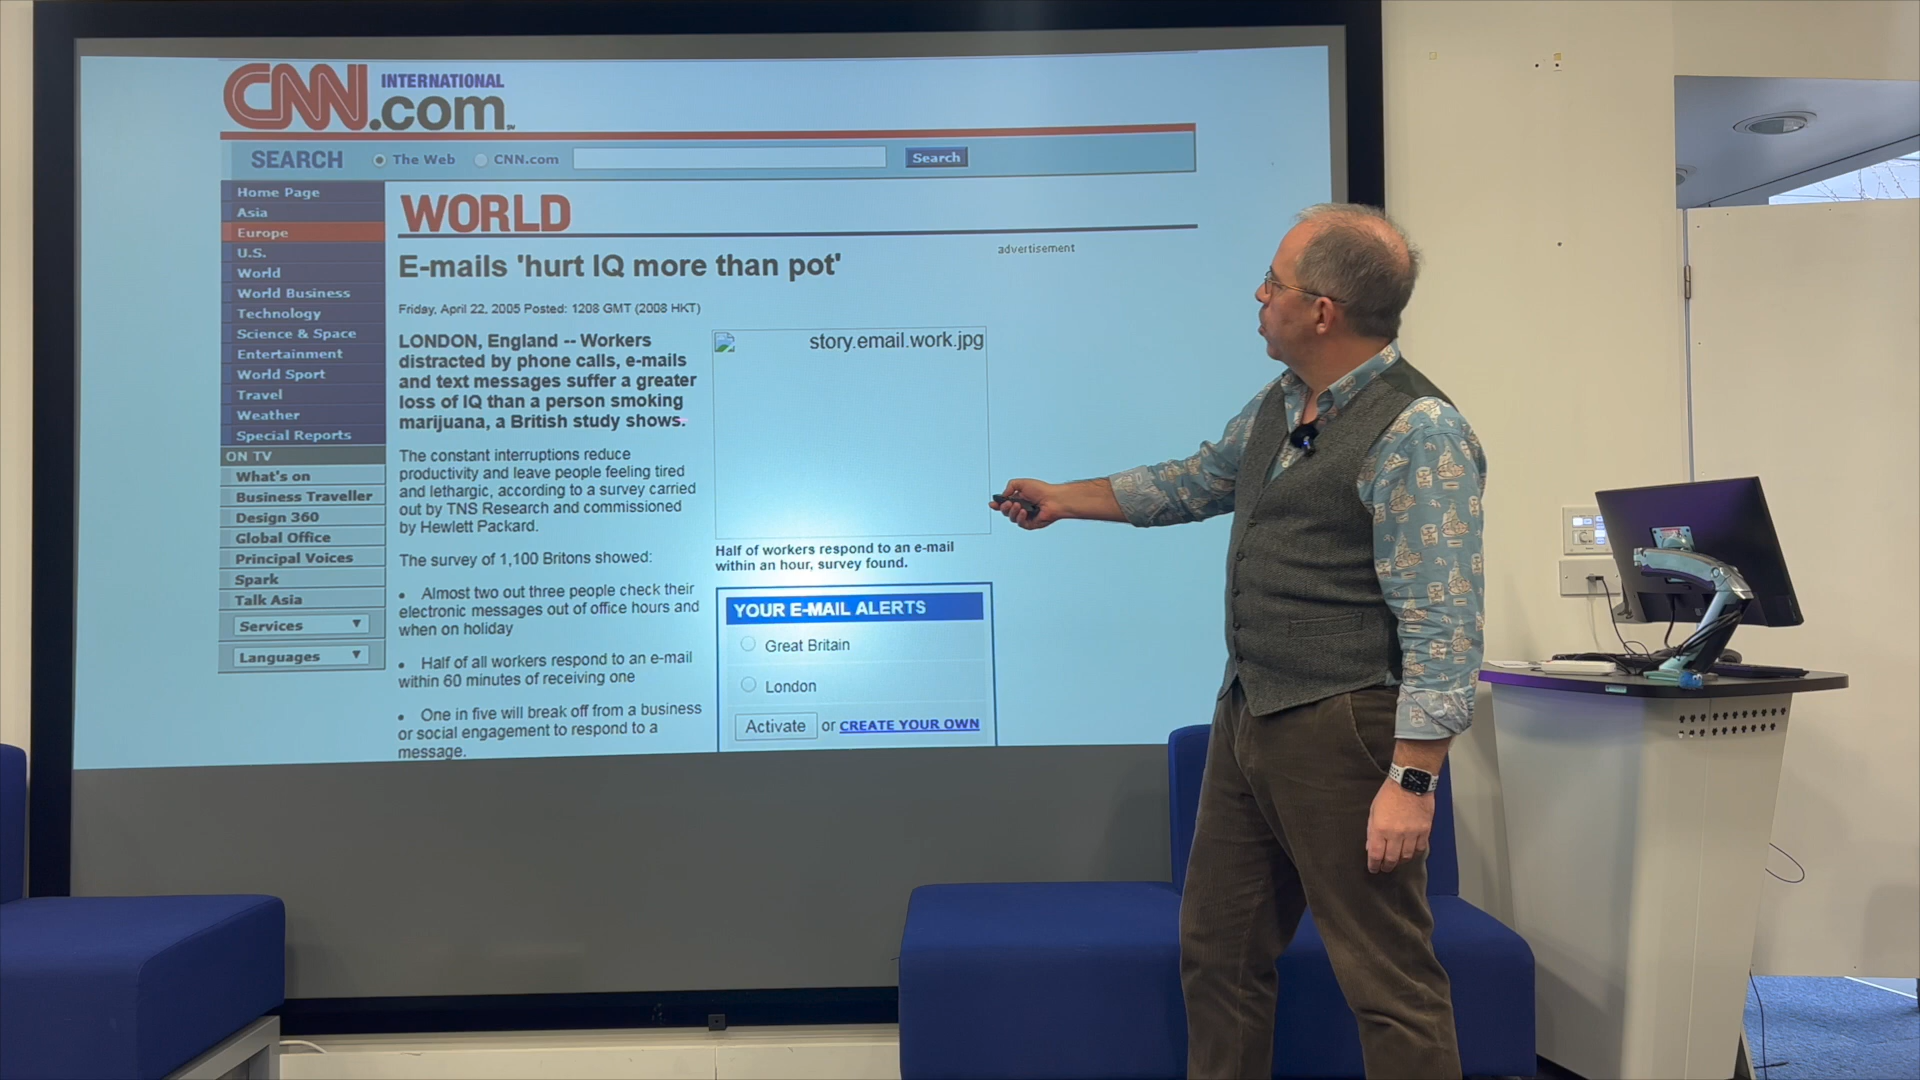 CNN INTERNATIONAL
.com
SEARCH The Web CNN.com Search
Home Page
Asia
Europe
U.S.
World
World Business
Technology
Science & Space
Entertainment
World Sport
Travel
Weather
Special Reports
ON TV
What's on
Business Traveller
Design 360
Global Office
Principal Voices
Spark
Talk Asia
Services
Languages
WORLD
advertisement
E-mails 'hurt IQ more than pot'
Friday, April 22, 2005 Posted: 1208 GMT (2008 HKT)
LONDON, England -- Workers
distracted by phone calls, e-mails
and text messages suffer a greater
loss of IQ than a person smoking
marijuana, a British study shows.
The constant interruptions reduce
productivity and leave people feeling tired
and lethargic, according to a survey carried
out by TNS Research and commissioned
by Hewlett Packard.
The survey of 1,100 Britons showed:
• Almost two out three people check their
electronic messages out of office hours and
when on holiday
• Half of all workers respond to an e-mail
within 60 minutes of receiving one
• One in five will break off from a business
or social engagement to respond to a
message.
story.email.work.jpg
Half of workers respond to an e-mail
within an hour, survey found.
YOUR E-MAIL ALERTS
Great Britain
London
Activate or CREATE YOUR OWN